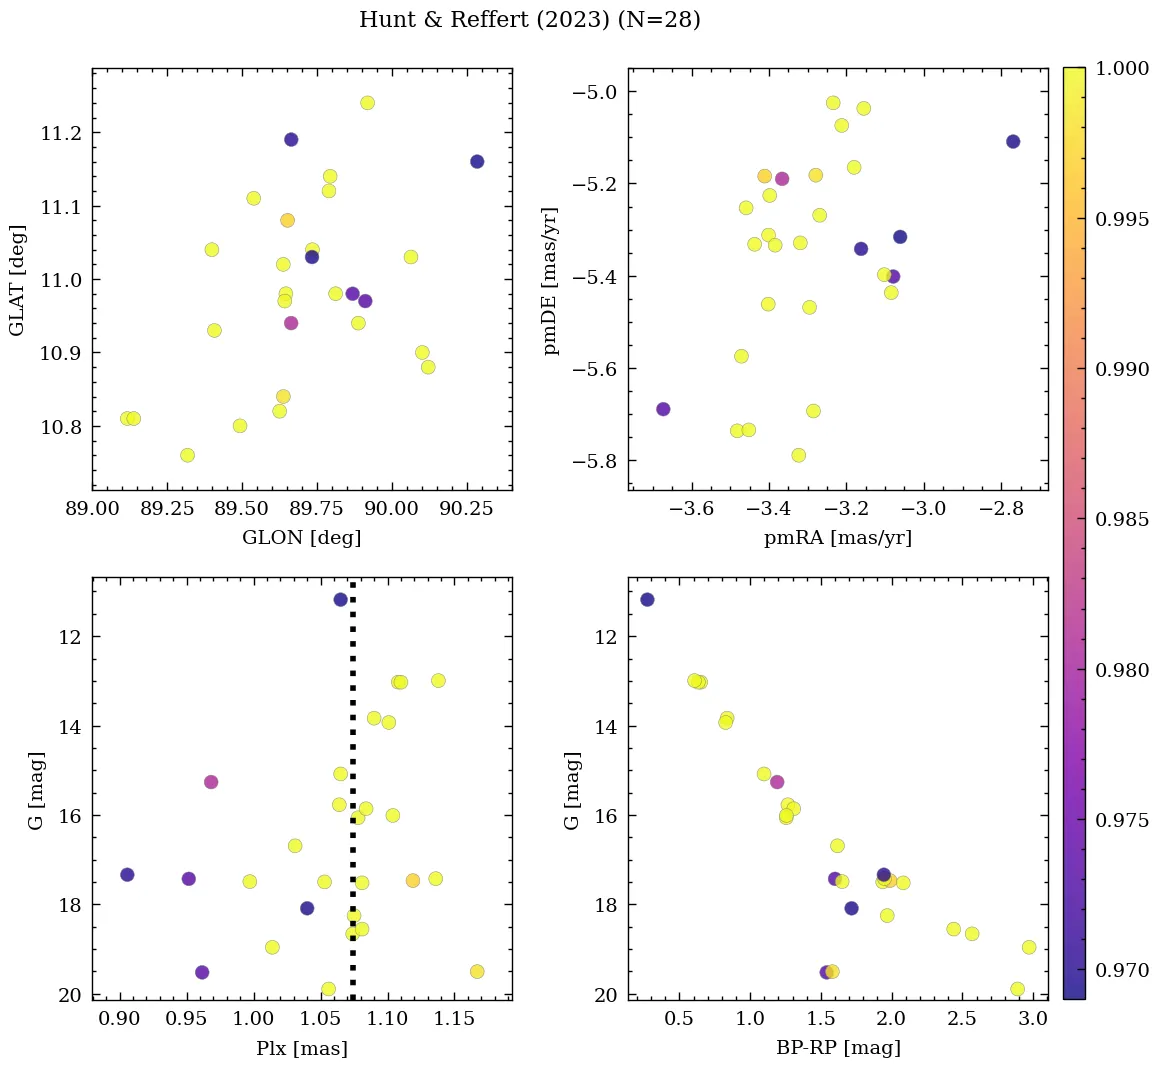 Hunt & Reffert (2023) (N=28)
11.2
11.1
11.0
10.9
10.8
GLAT [deg]
89.00 89.25 89.50 89.75 90.00 90.25
GLON [deg]
−5.0
−5.2
−5.4
−5.6
−5.8
pmDE [mas/yr]
−3.6 −3.4 −3.2 −3.0 −2.8
pmRA [mas/yr]
12
14
16
18
20
G [mag]
0.90 0.95 1.00 1.05 1.10 1.15
Plx [mas]
12
14
16
18
20
G [mag]
0.5 1.0 1.5 2.0 2.5 3.0
BP-RP [mag]
1.000
0.995
0.990
0.985
0.980
0.975
0.970